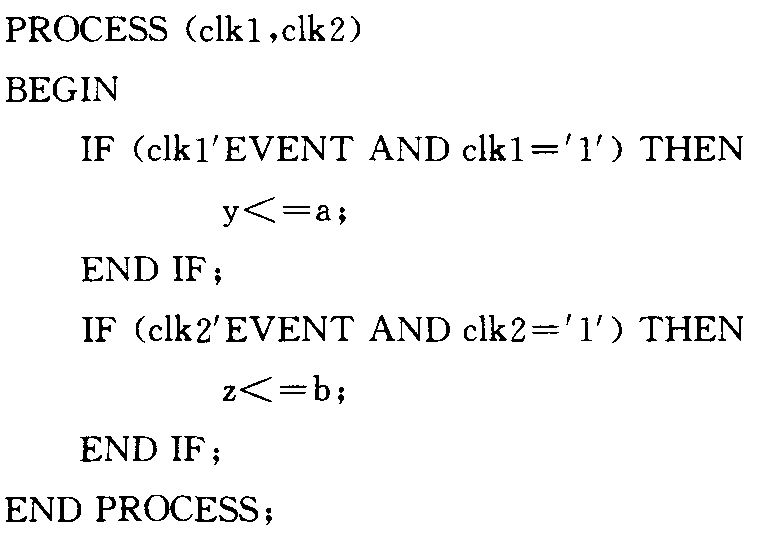 PROCESS (clk1,clk2)
BEGIN
IF (clk1'EVENT AND clk1='1') THEN
y<=a;
END IF;
IF (clk2'EVENT AND clk2='1') THEN
z<=b;
END IF;
END PROCESS;